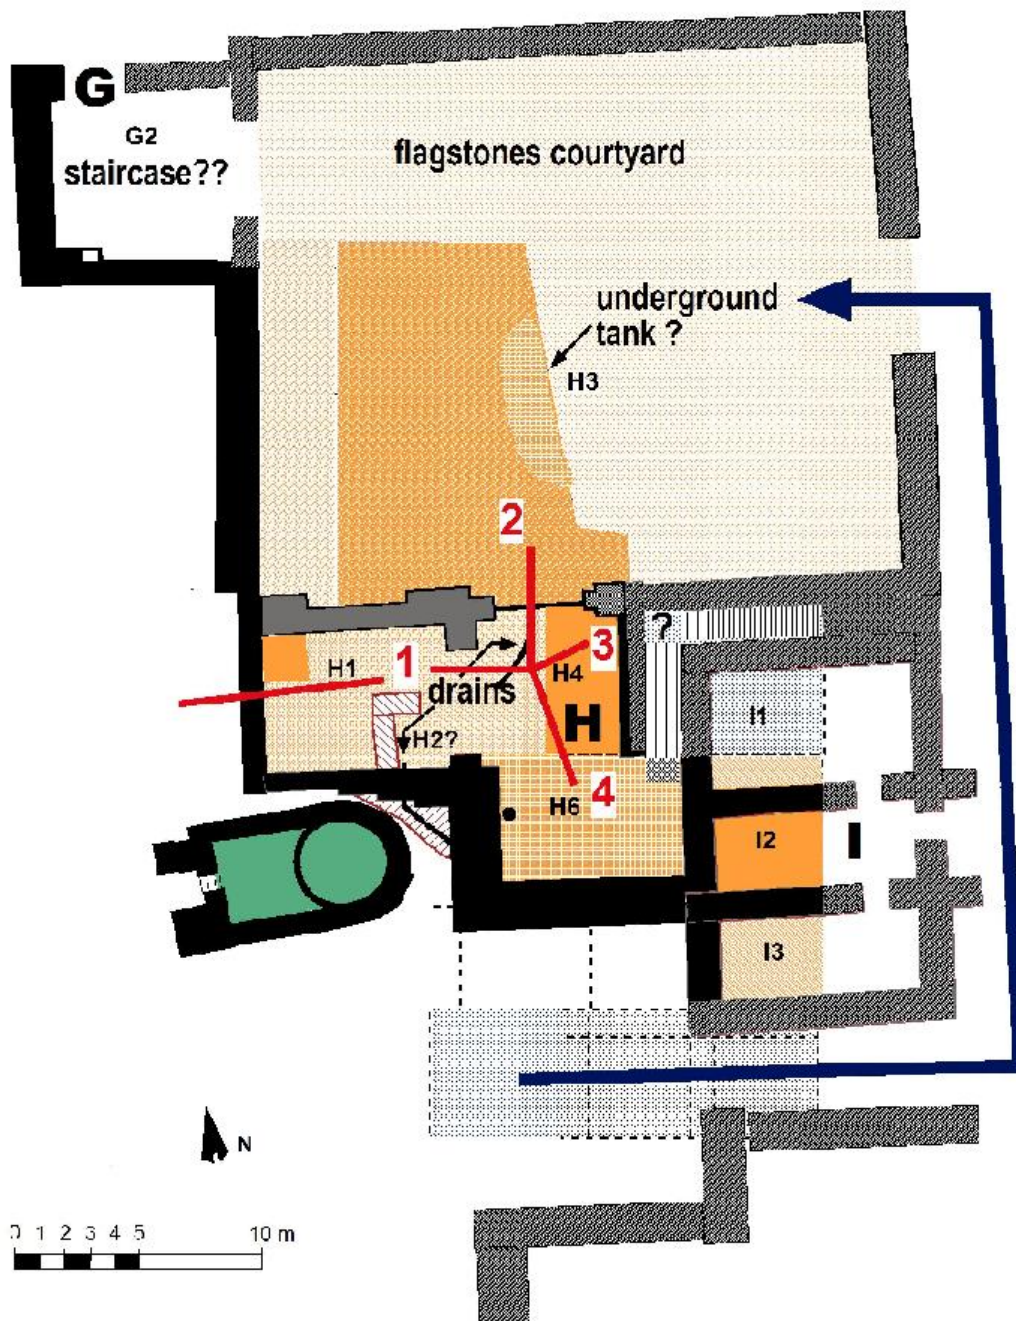 G
G2
staircase??
flagstones courtyard
underground
tank ?
H3
2
?
1
H1
3
H4
drains
H
H2?
I1
4
H6
I2
I3
N
0 1 2 3 4 5 10 m